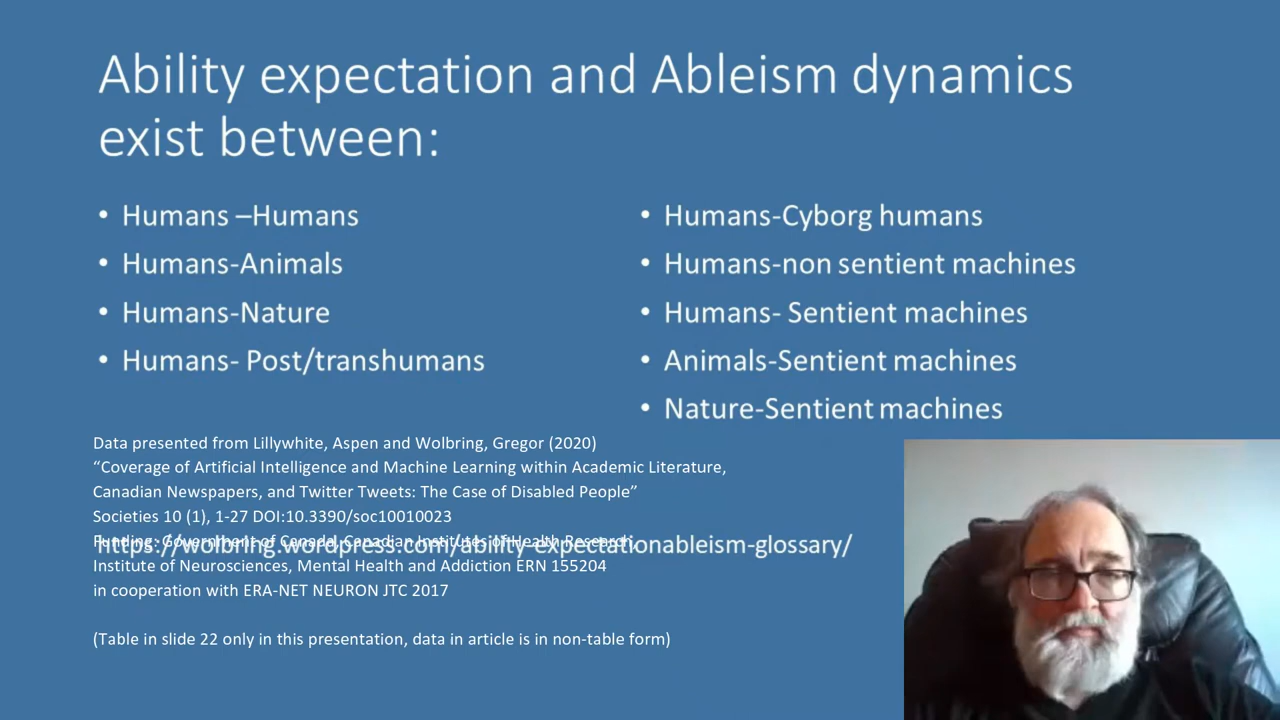 Ability expectation and Ableism dynamics
exist between:
• Humans –Humans
• Humans-Animals
• Humans-Nature
• Humans- Post/transhumans
• Humans-Cyborg humans
• Humans-non sentient machines
• Humans- Sentient machines
• Animals-Sentient machines
• Nature-Sentient machines
Data presented from Lillywhite, Aspen and Wolbring, Gregor (2020)
“Coverage of Artificial Intelligence and Machine Learning within Academic Literature,
Canadian Newspapers, and Twitter Tweets: The Case of Disabled People”
Societies 10 (1), 1-27 DOI:10.3390/soc10010023
Funding: Government of Canada, Canadian Institutes of Health Research,
https://wolbring.wordpress.com/ability-expectationableism-glossary/
Institute of Neurosciences, Mental Health and Addiction ERN 155204
in cooperation with ERA-NET NEURON JTC 2017
(Table in slide 22 only in this presentation, data in article is in non-table form)